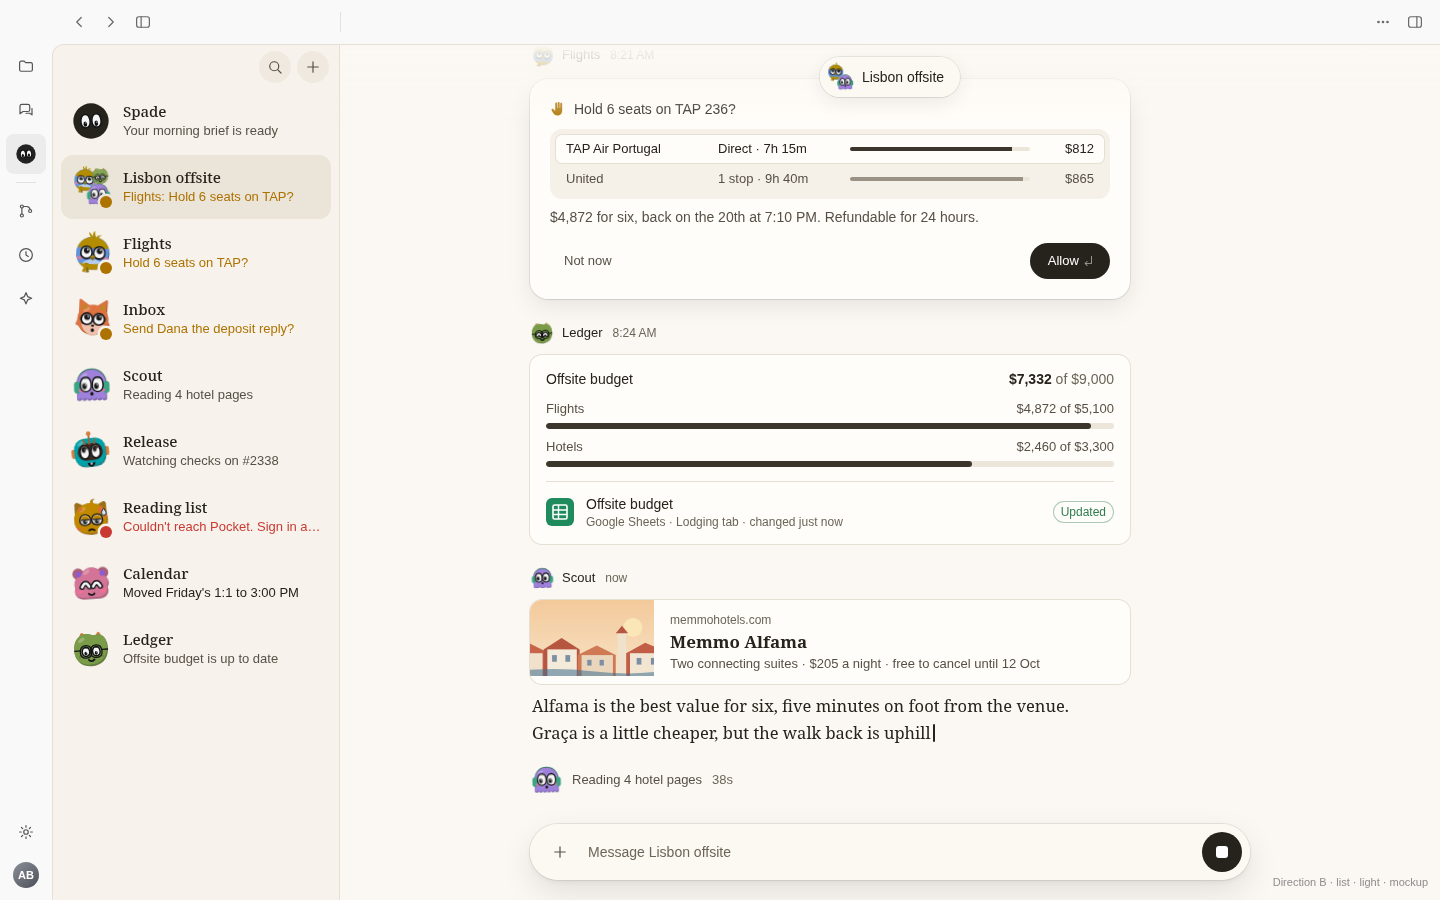 Spade
Your morning brief is ready
Lisbon offsite
Flights: Hold 6 seats on TAP?
Flights
Hold 6 seats on TAP?
Inbox
Send Dana the deposit reply?
Scout
Reading 4 hotel pages
Release
Watching checks on #2338
Reading list
Couldn't reach Pocket. Sign in a…
Calendar
Moved Friday's 1:1 to 3:00 PM
Ledger
Offsite budget is up to date
AB
Flights 8:21 AM
Lisbon offsite
Hold 6 seats on TAP 236?
TAP Air Portugal Direct · 7h 15m $812
United 1 stop · 9h 40m $865
$4,872 for six, back on the 20th at 7:10 PM. Refundable for 24 hours.
Not now Allow
Ledger 8:24 AM
Offsite budget $7,332 of $9,000
Flights $4,872 of $5,100
Hotels $2,460 of $3,300
Offsite budget
Google Sheets · Lodging tab · changed just now
Updated
Scout now
memmohotels.com
Memmo Alfama
Two connecting suites · $205 a night · free to cancel until 12 Oct
Alfama is the best value for six, five minutes on foot from the venue.
Graça is a little cheaper, but the walk back is uphill
Reading 4 hotel pages 38s
Message Lisbon offsite
Direction B · list · light · mockup